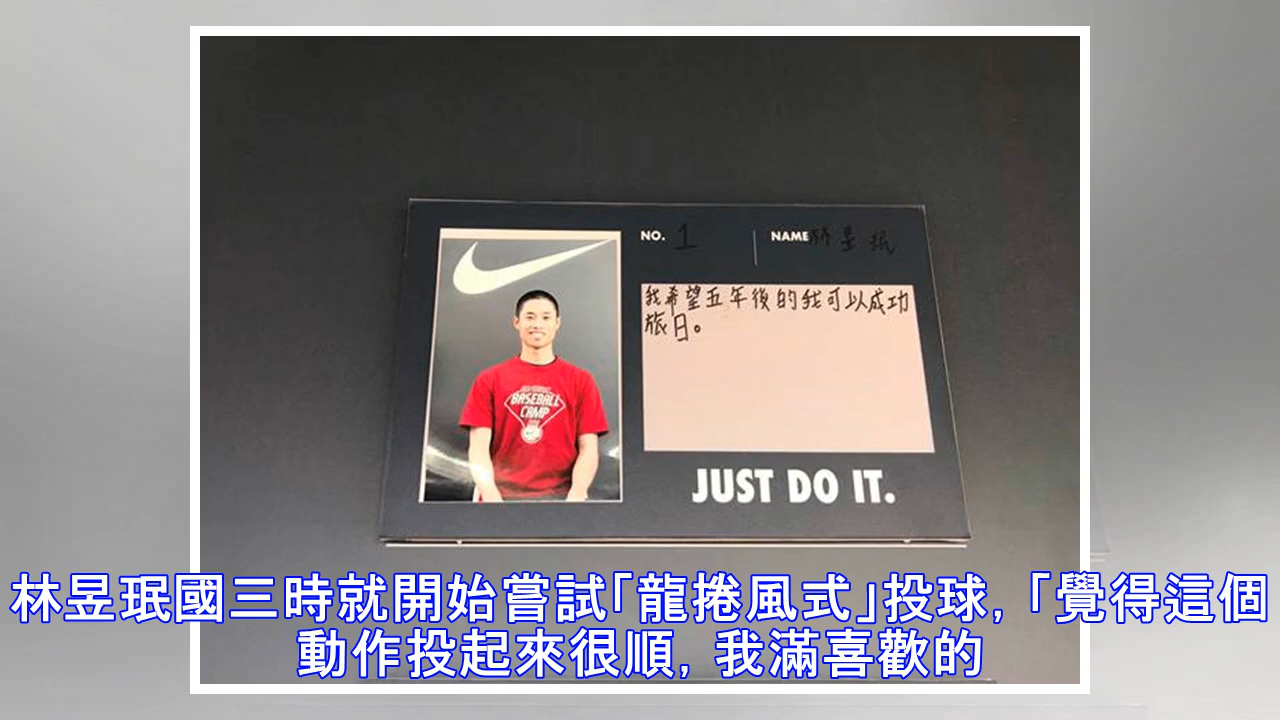 NO. 1
NAME 林昱珉
我希望五年後的我可以成功
旅日。
BASEBALL
CAMP
JUST DO IT.
林昱珉國三時就開始嘗試「龍捲風式」投球,「覺得這個
動作投起來很順, 我滿喜歡的